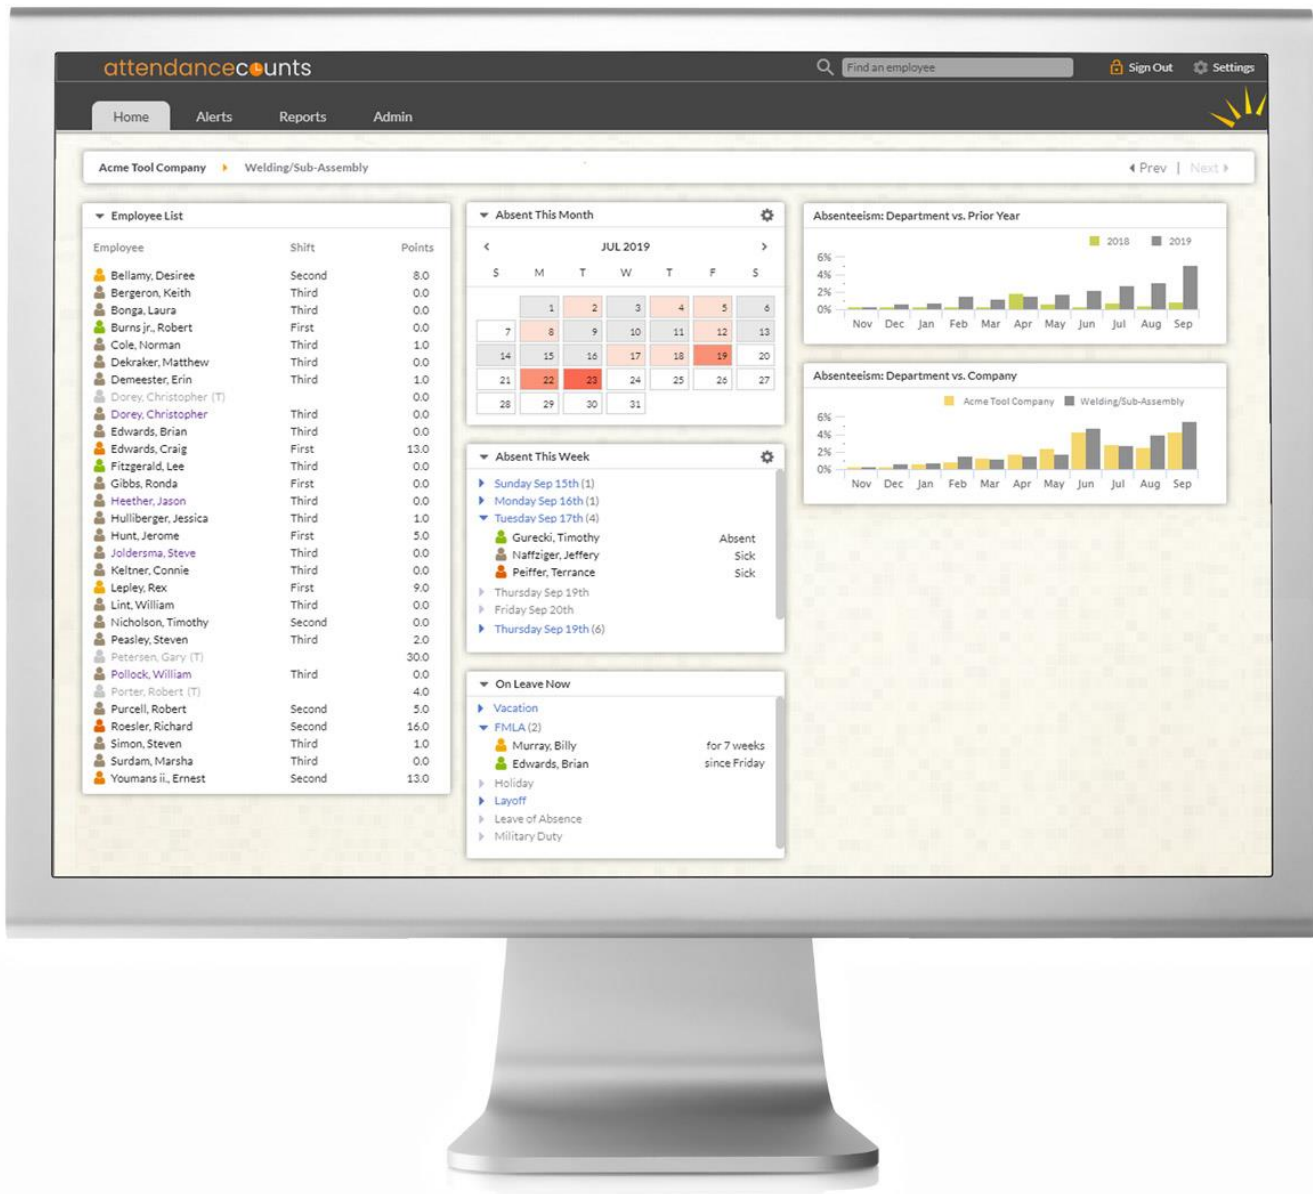 attendancecounts
Find an employee
Sign Out
Settings
Home Alerts Reports Admin
Acme Tool Company Welding/Sub-Assembly
Prev | Next
Employee List
Employee Shift Points
Bellamy, Desiree Second 8.0
Bergeron, Keith Third 0.0
Bonga, Laura Third 0.0
Burns jr., Robert First 0.0
Cole, Norman Third 1.0
Dekraker, Matthew Third 0.0
Demeester, Erin Third 1.0
Dorey, Christopher (T) 0.0
Dorey, Christopher Third 0.0
Edwards, Brian Third 0.0
Edwards, Craig First 13.0
Fitzgerald, Lee Third 0.0
Gibbs, Ronda First 0.0
Heether, Jason Third 0.0
Hulliberger, Jessica Third 1.0
Hunt, Jerome First 5.0
Joldersma, Steve Third 0.0
Keltner, Connie Third 0.0
Lepley, Rex First 9.0
Lint, William Third 0.0
Nicholson, Timothy Second 0.0
Peasley, Steven Third 2.0
Petersen, Gary (T) 30.0
Pollock, William Third 0.0
Porter, Robert (T) 4.0
Purcell, Robert Second 5.0
Roesler, Richard Second 16.0
Simon, Steven Third 1.0
Surdam, Marsha Third 0.0
Youmans ii., Ernest Second 13.0
Absent This Month
JUL 2019
S M T W T F S
1 2 3 4 5 6
7 8 9 10 11 12 13
14 15 16 17 18 19 20
21 22 23 24 25 26 27
28 29 30 31
Absent This Week
Sunday Sep 15th (1)
Monday Sep 16th (1)
Tuesday Sep 17th (4)
Gurecki, Timothy Absent
Naffziger, Jeffery Sick
Peiffer, Terrance Sick
Thursday Sep 19th
Friday Sep 20th
Thursday Sep 19th (6)
On Leave Now
Vacation
FMLA (2)
Murray, Billy for 7 weeks
Edwards, Brian since Friday
Holiday
Layoff
Leave of Absence
Military Duty
Absenteeism: Department vs. Prior Year
2018 2019
6%
4%
2%
0%
Nov Dec Jan Feb Mar Apr May Jun Jul Aug Sep
Absenteeism: Department vs. Company
Acme Tool Company Welding/Sub-Assembly
6%
4%
2%
0%
Nov Dec Jan Feb Mar Apr May Jun Jul Aug Sep